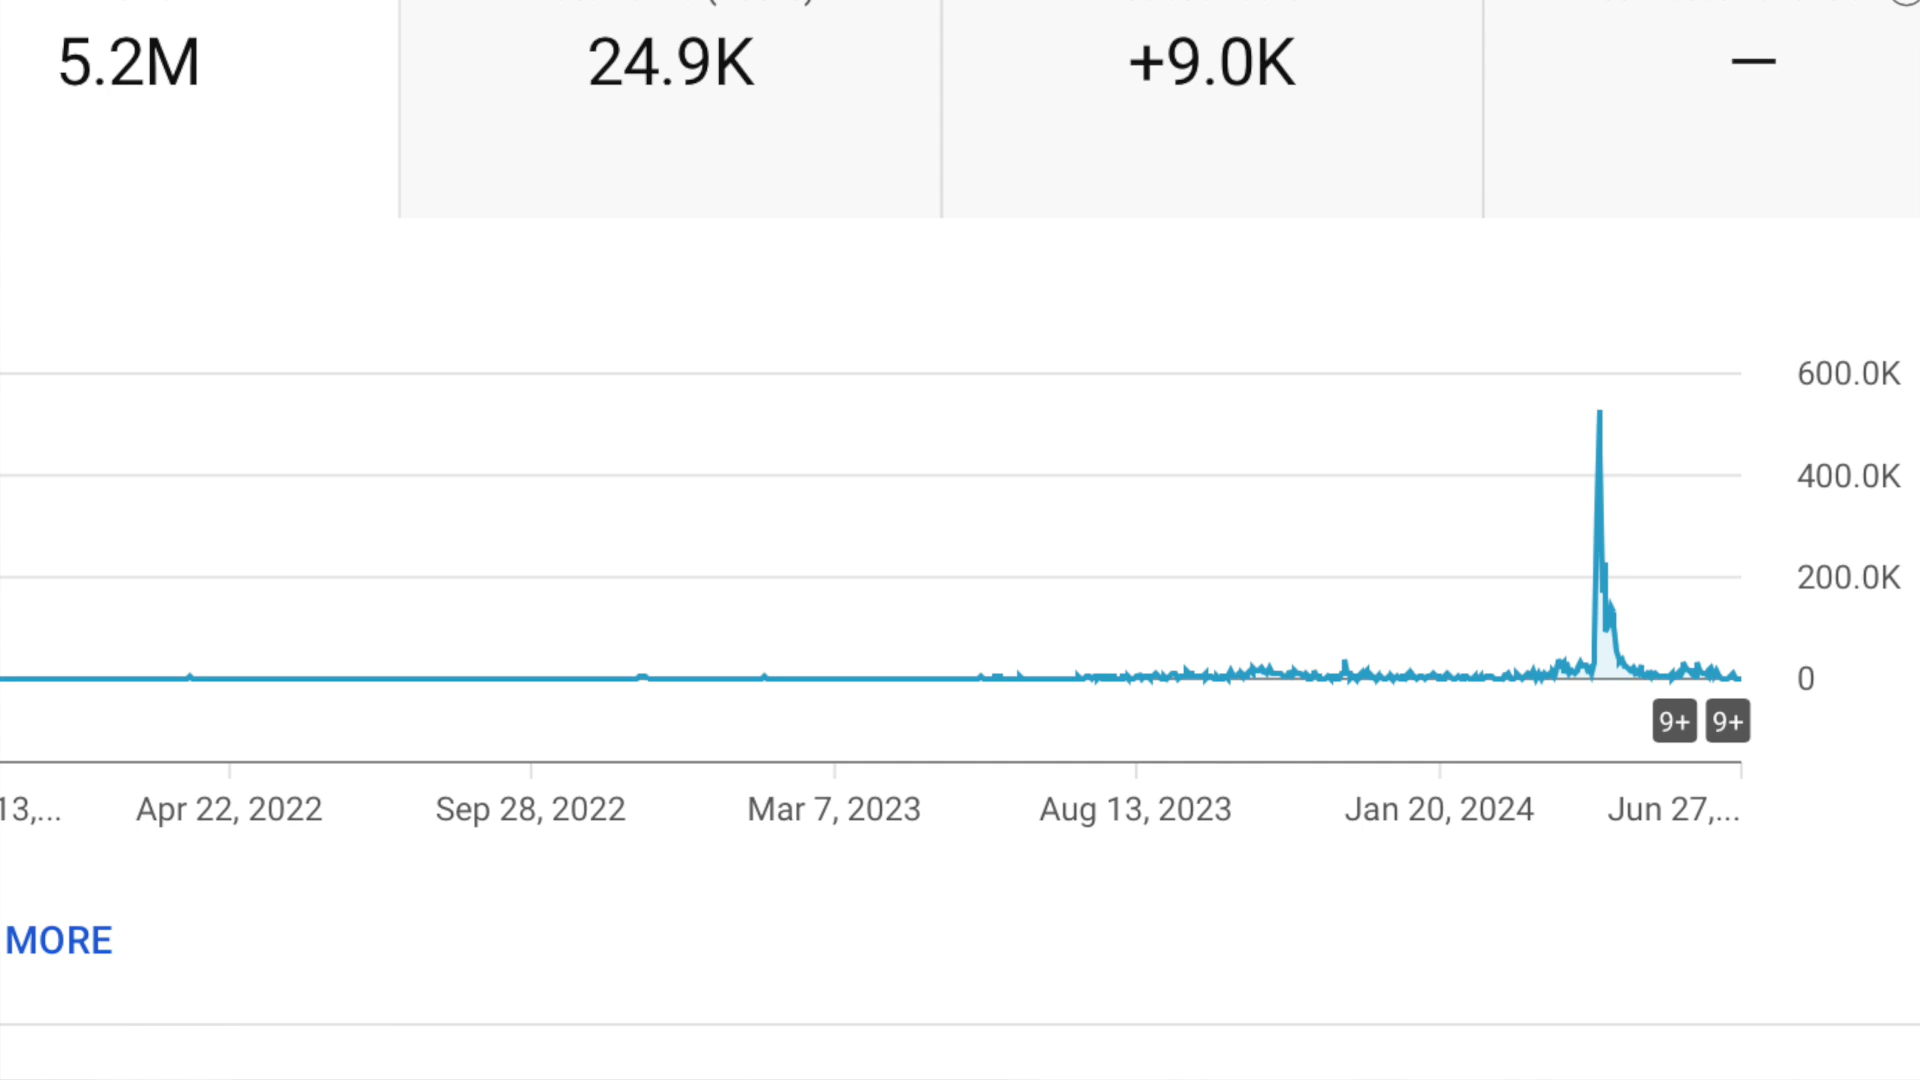 5.2M 24.9K +9.0K —
600.0K
400.0K
200.0K
0
9+ 9+
13,... Apr 22, 2022 Sep 28, 2022 Mar 7, 2023 Aug 13, 2023 Jan 20, 2024 Jun 27,...
MORE